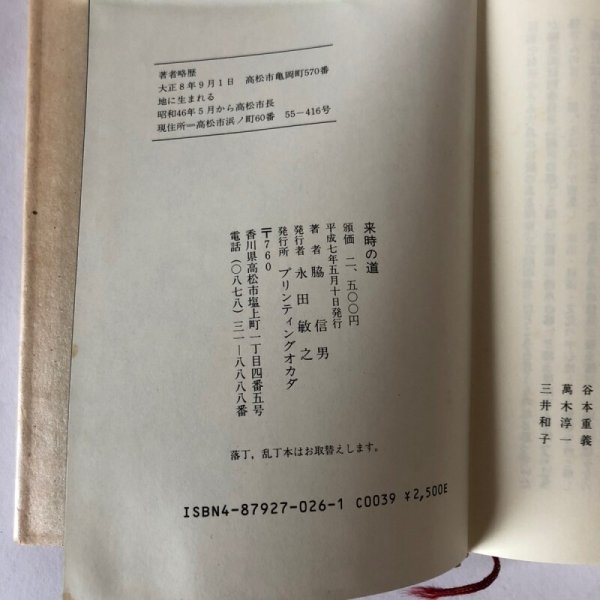 著者略歴
大正8年9月1日　高松市亀岡町570番
地に生まれる
昭和46年5月から高松市長
現住所＝高松市浜ノ町60番　55－416号
来時の道
頒価　二、五〇〇円
平成七年五月十日発行
著者　脇　信男
発行者　永田敏之
発行所　プリンティングオカダ
〒760
香川県高松市塩上町一丁目四番五号
電話（〇八七八）三一－八八八八番
落丁，乱丁本はお取替えします。
ISBN4-87927-026-1 C0039 ¥2,500E
谷本重義
萬木淳一
三井和子